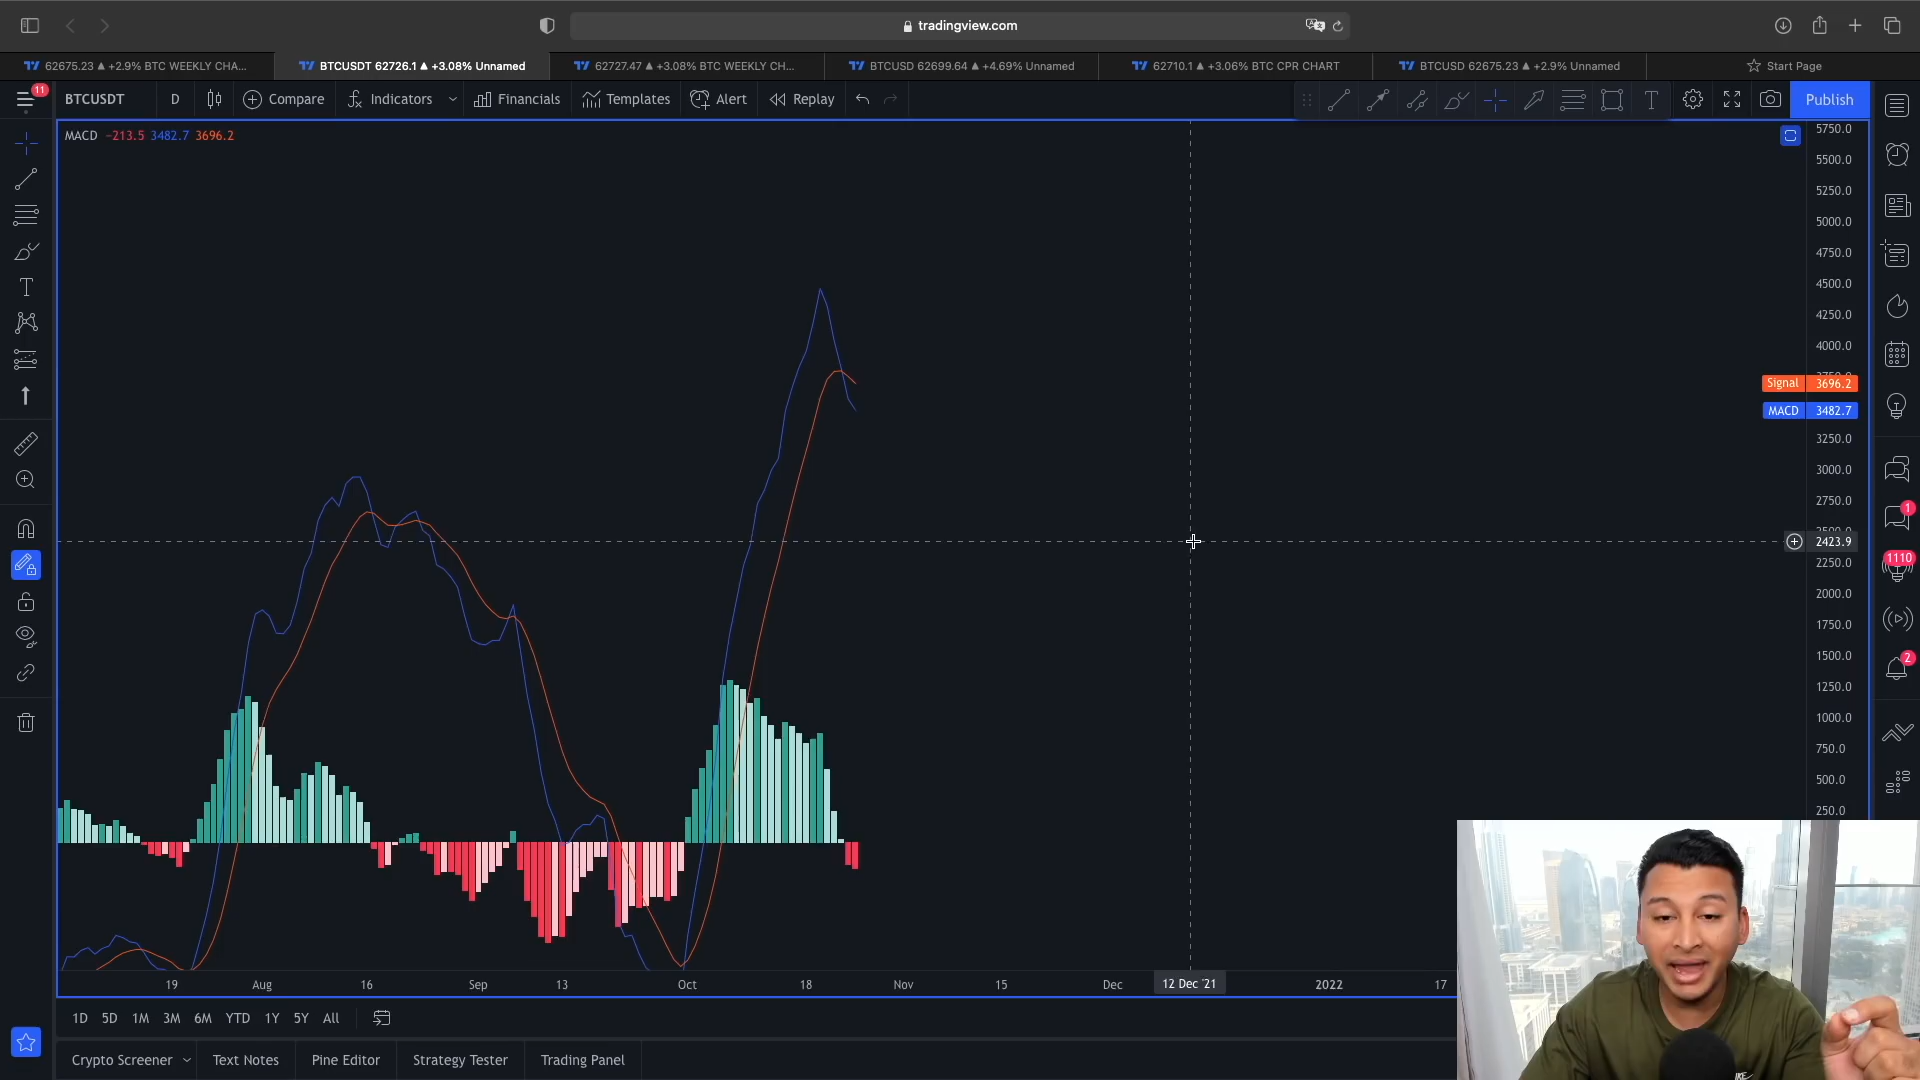 tradingview.com
62675.23 ▲ +2.9% BTC WEEKLY CHA...
BTCUSDT 62726.1 ▲ +3.08% Unnamed
62727.47 ▲ +3.08% BTC WEEKLY CH...
BTCUSD 62699.64 ▲ +4.69% Unnamed
62710.1 ▲ +3.06% BTC CPR CHART
BTCUSD 62675.23 ▲ +2.9% Unnamed
Start Page
11
BTCUSDT D Compare Indicators Financials Templates Alert Replay Publish
MACD −213.5 3482.7 3696.2
5750.0
5500.0
5250.0
5000.0
4750.0
4500.0
4250.0
4000.0
Signal 3696.2
MACD 3482.7
3250.0
3000.0
2750.0
2423.9
2250.0
2000.0
1750.0
1500.0
1250.0
1000.0
750.0
500.0
250.0
1
1110
2
19 Aug 16 Sep 13 Oct 18 Nov 15 Dec 12 Dec '21 2022 17
1D 5D 1M 3M 6M YTD 1Y 5Y All
Crypto Screener Text Notes Pine Editor Strategy Tester Trading Panel